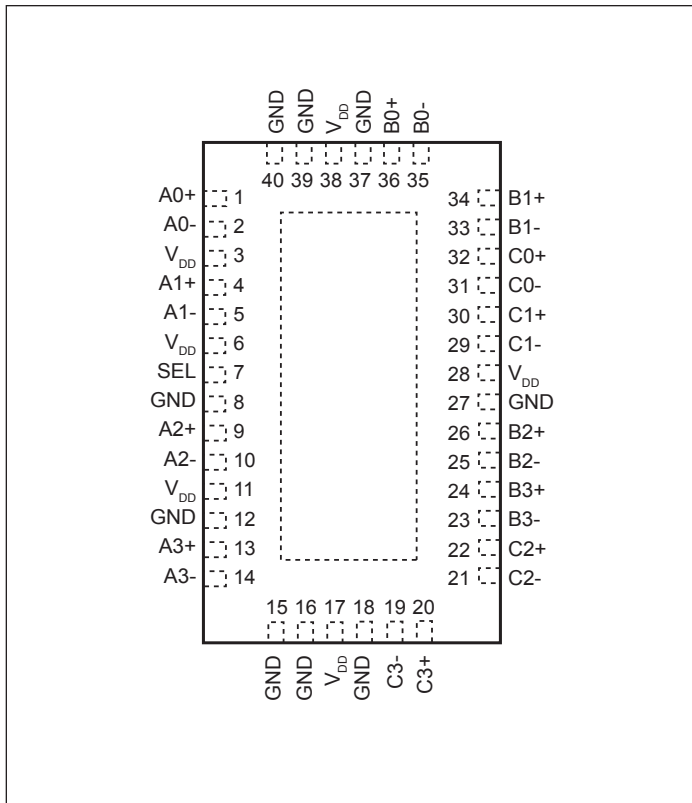 GND GND VDD GND B0+ B0-
40 39 38 37 36 35
A0+ 1 34 B1+
A0- 2 33 B1-
VDD 3 32 C0+
A1+ 4 31 C0-
A1- 5 30 C1+
VDD 6 29 C1-
SEL 7 28 VDD
GND 8 27 GND
A2+ 9 26 B2+
A2- 10 25 B2-
VDD 11 24 B3+
GND 12 23 B3-
A3+ 13 22 C2+
A3- 14 21 C2-
15 16 17 18 19 20
GND GND VDD GND C3- C3+